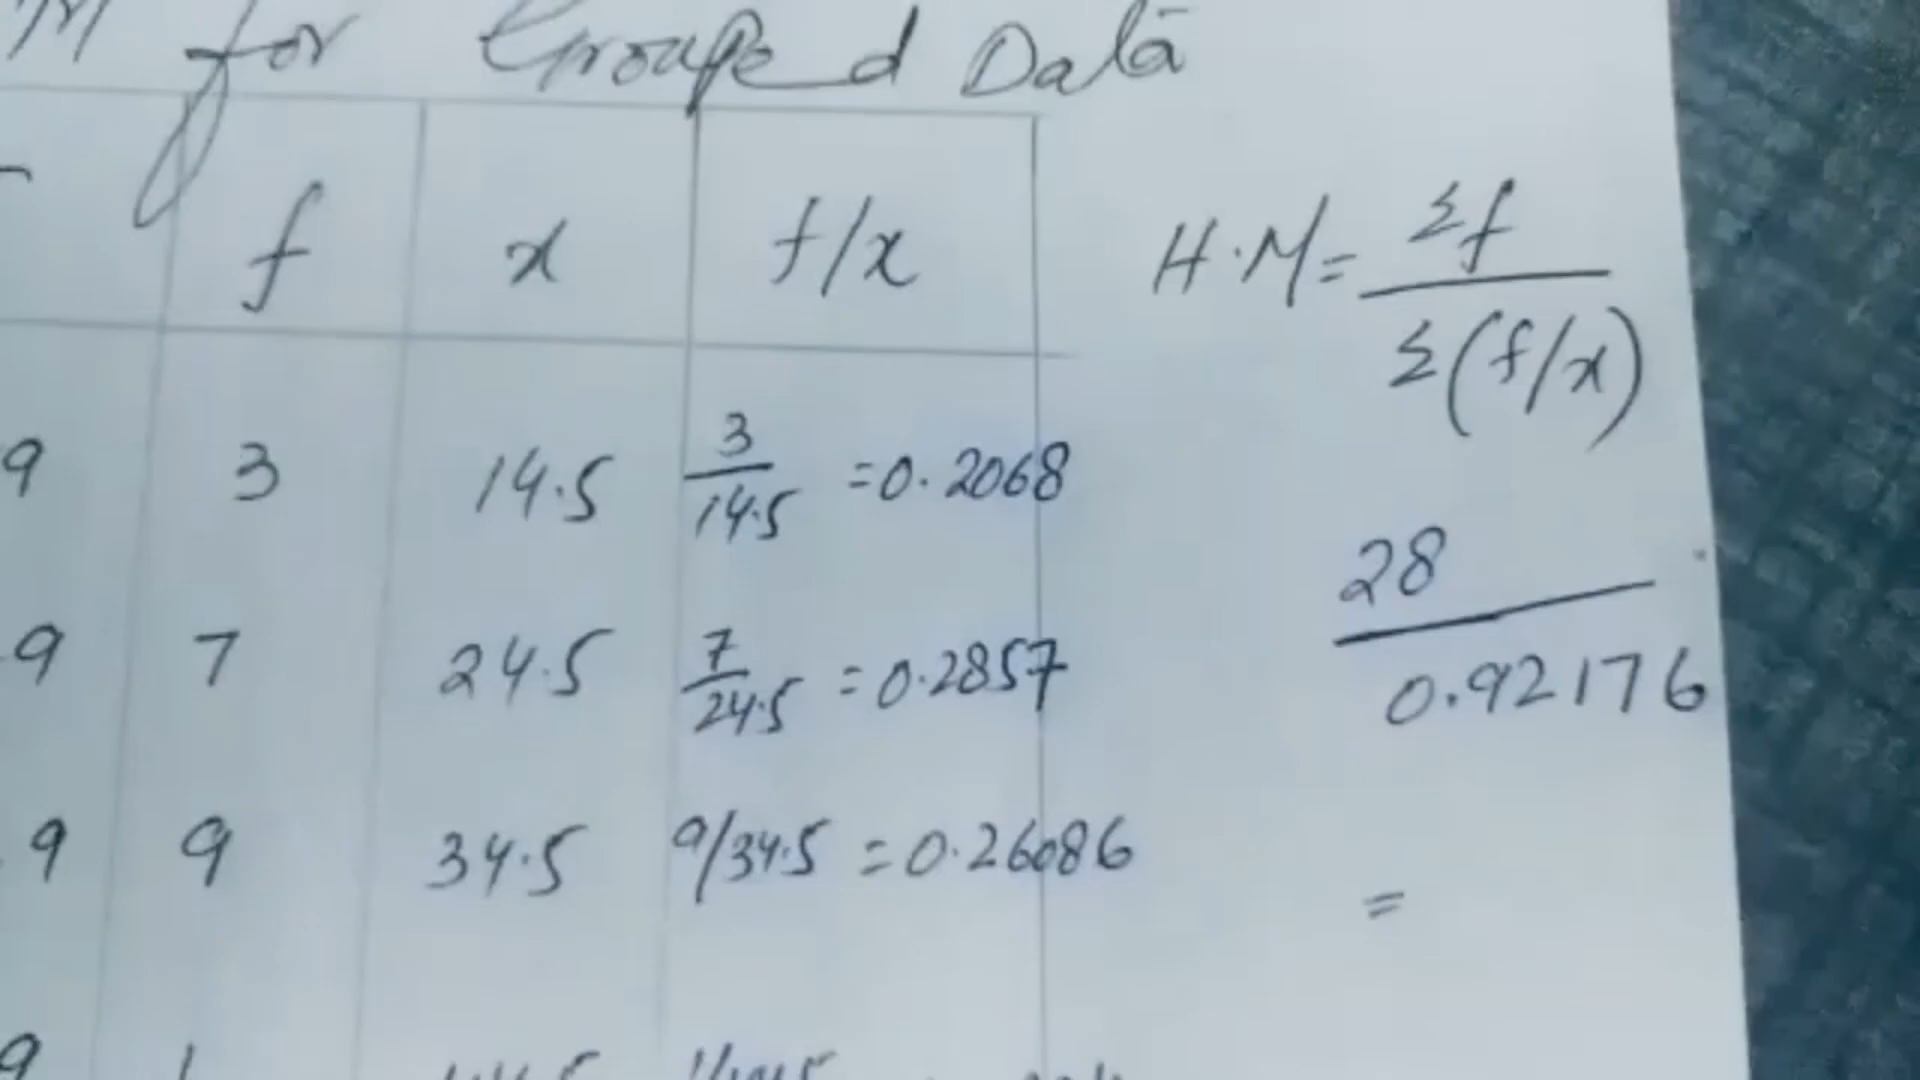 M for Grouped Data
f x f/x H.M = Σf / Σ(f/x)
9 3 14.5 3/14.5 = 0.2068
28 / 0.92176
9 7 24.5 7/24.5 = 0.2857
9 9 34.5 9/34.5 = 0.26086
=